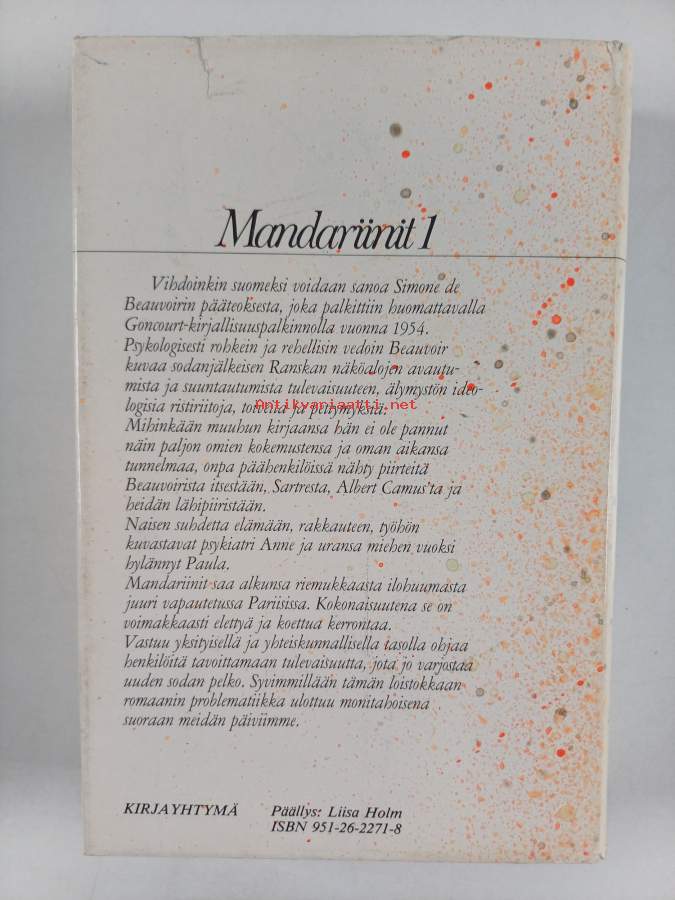 Mandariinit 1
Vihdoinkin suomeksi voidaan sanoa Simone de
Beauvoirin pääteoksesta, joka palkittiin huomattavalla
Goncourt-kirjallisuuspalkinnolla vuonna 1954.
Psykologisesti rohkein ja rehellisin vedoin Beauvoir
kuvaa sodanjälkeisen Ranskan näköalojen avautu-
mista ja suuntautumista tulevaisuuteen, älymystön ideo-
logisia ristiriitoja, toiveita ja pettymyksiä.
Antikvariaatti.net
Mihinkään muuhun kirjaansa hän ei ole pannut
näin paljon omien kokemustensa ja oman aikansa
tunnelmaa, onpa päähenkilöissä nähty piirteitä
Beauvoirista itsestään, Sartresta, Albert Camus'ta ja
heidän lähipiiristään.
Naisen suhdetta elämään, rakkauteen, työhön
kuvastavat psykiatri Anne ja uransa miehen vuoksi
hylännyt Paula.
Mandariinit saa alkunsa riemukkaasta ilohuumasta
juuri vapautetussa Pariisissa. Kokonaisuutena se on
voimakkaasti elettyä ja koettua kerrontaa.
Vastuu yksityisellä ja yhteiskunnallisella tasolla ohjaa
henkilöitä tavoittamaan tulevaisuutta, jota jo varjostaa
uuden sodan pelko. Syvimmillään tämän loistokkaan
romaanin problematiikka ulottuu monitahoisena
suoraan meidän päiviimme.
KIRJAYHTYMÄ Päällys: Liisa Holm
ISBN 951-26-2271-8